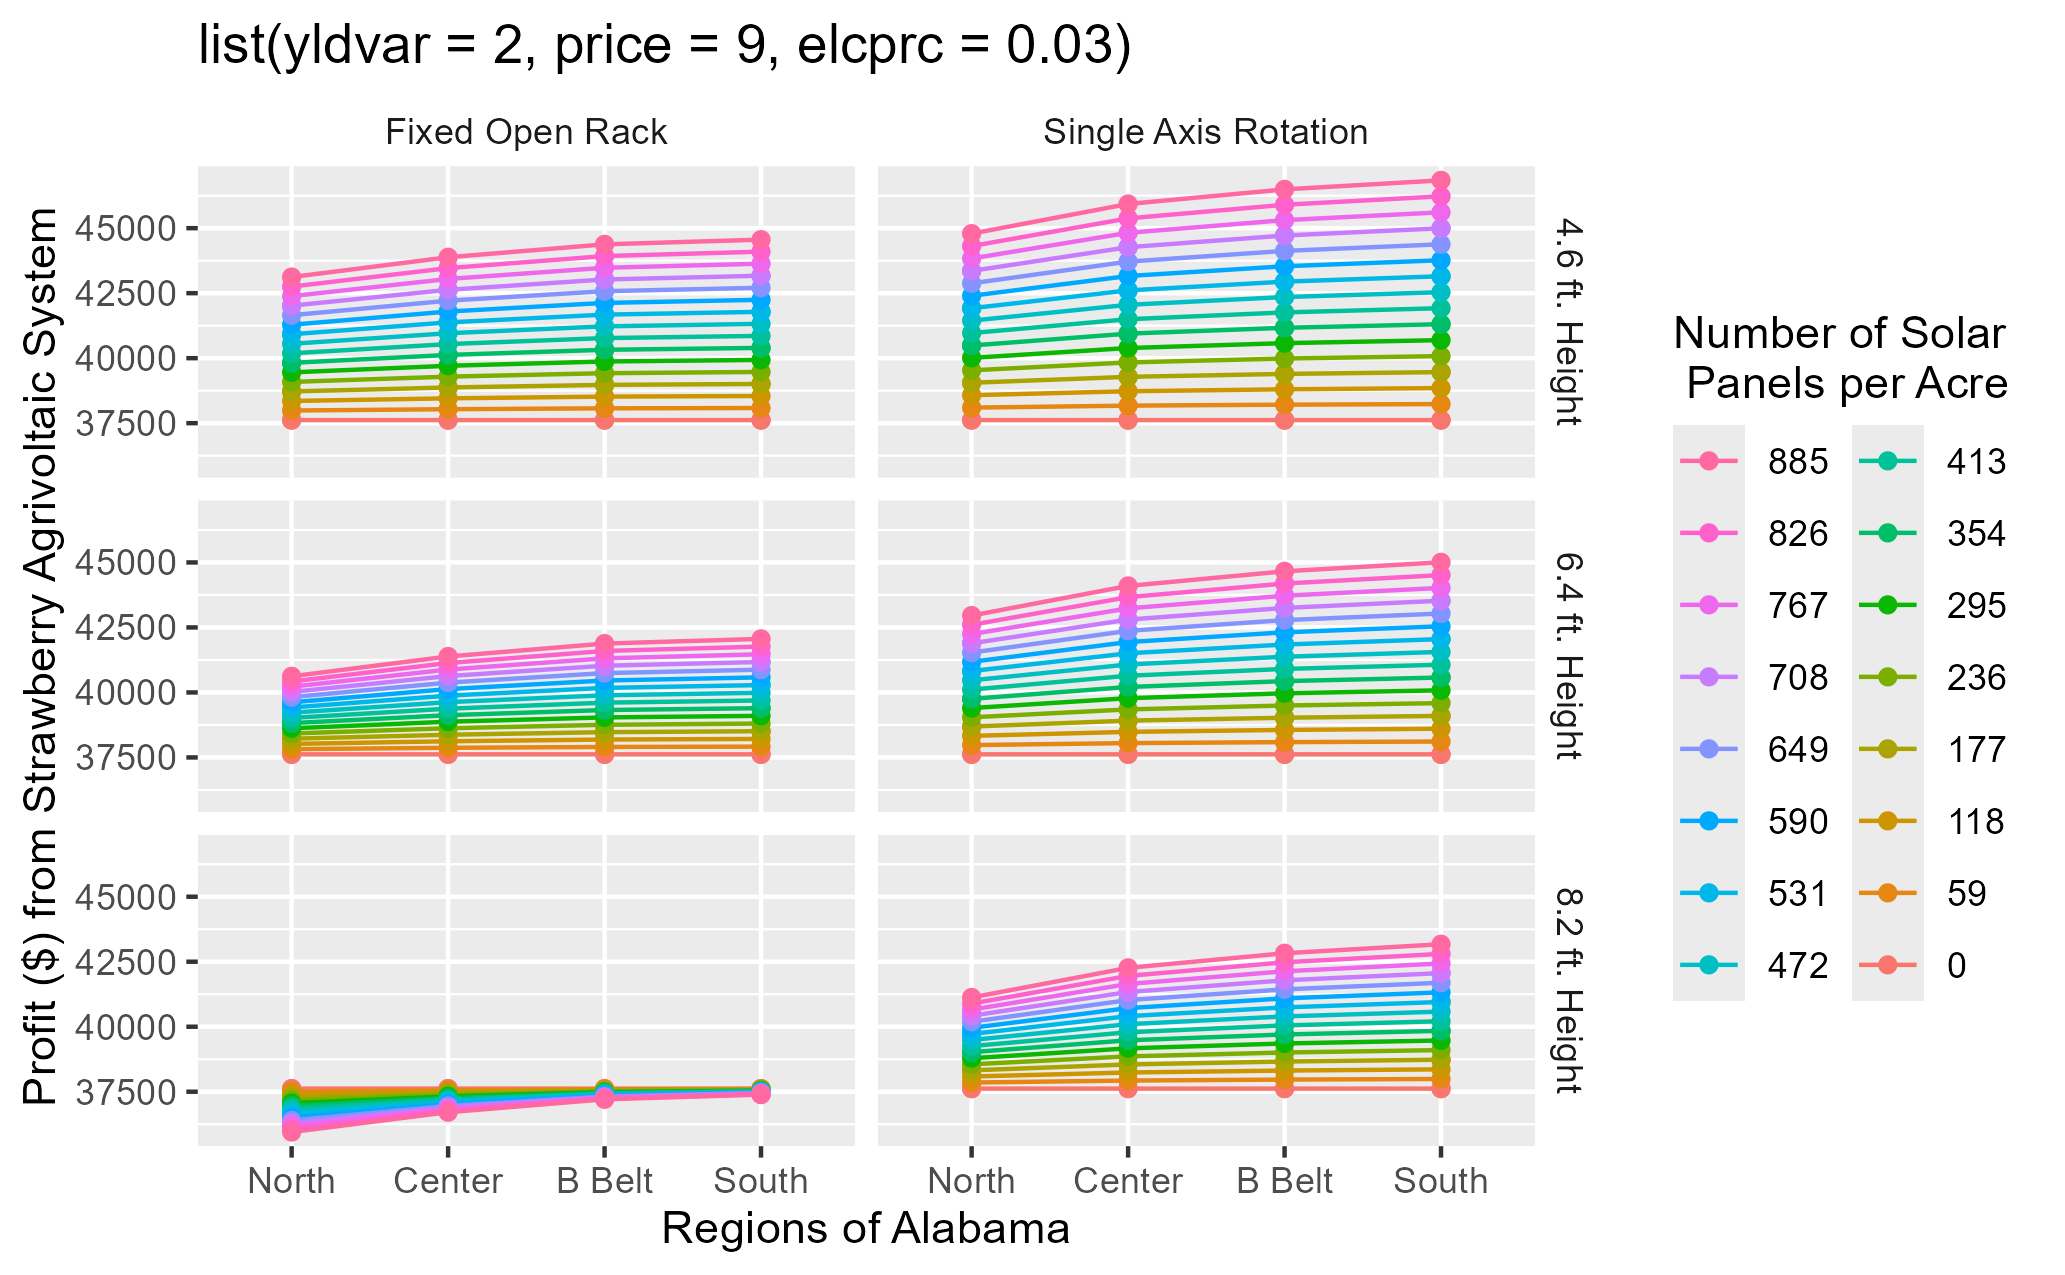 list(yldvar = 2, price = 9, elcprc = 0.03)
Fixed Open Rack
Single Axis Rotation
Profit ($) from Strawberry Agrivoltaic System
45000
42500
40000
37500
4.6 ft. Height
45000
42500
40000
37500
6.4 ft. Height
45000
42500
40000
37500
8.2 ft. Height
North Center B Belt South
North Center B Belt South
Regions of Alabama
Number of Solar
Panels per Acre
885 413
826 354
767 295
708 236
649 177
590 118
531 59
472 0